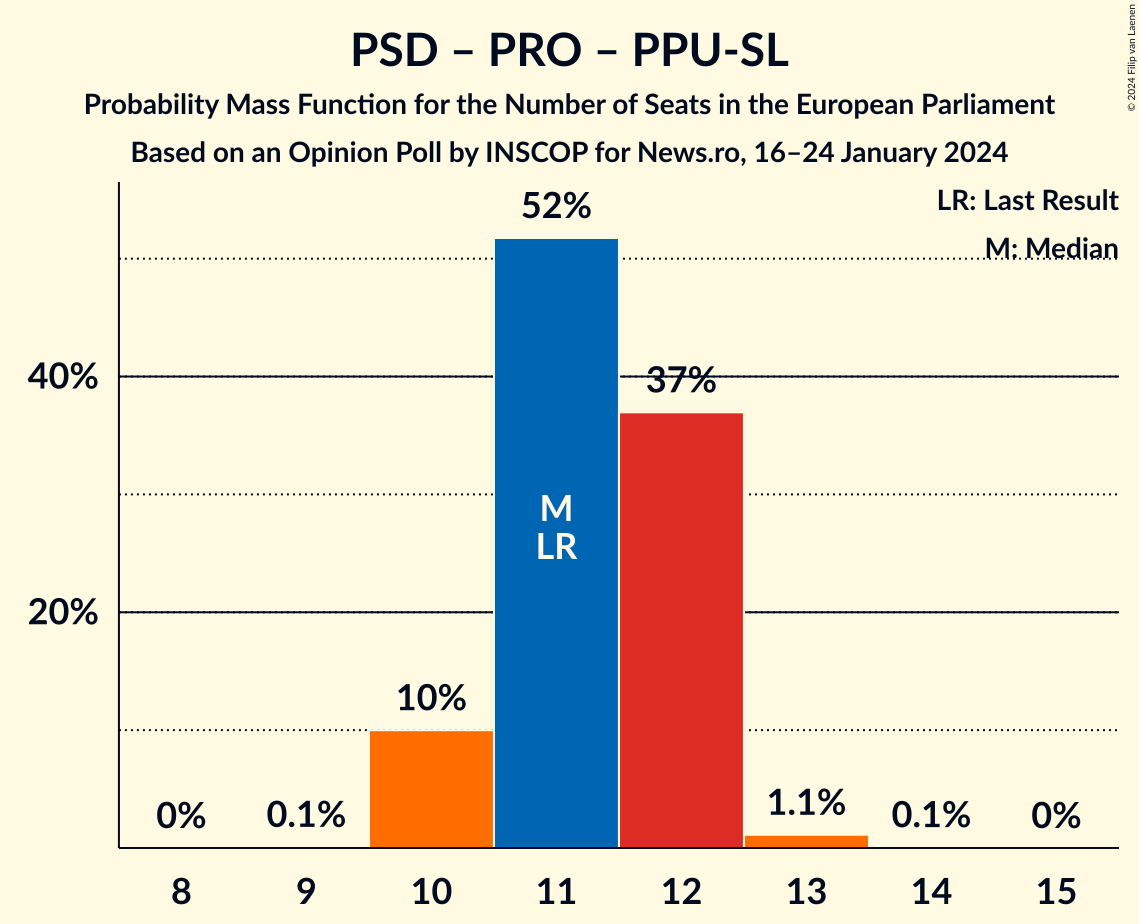 PSD – PRO – PPU-SL
Probability Mass Function for the Number of Seats in the European Parliament
Based on an Opinion Poll by INSCOP for News.ro, 16–24 January 2024
© 2024 Filip van Laenen
LR: Last Result
M: Median
40%
20%
0%
0.1%
10%
52%
37%
1.1%
0.1%
0%
M
LR
8 9 10 11 12 13 14 15